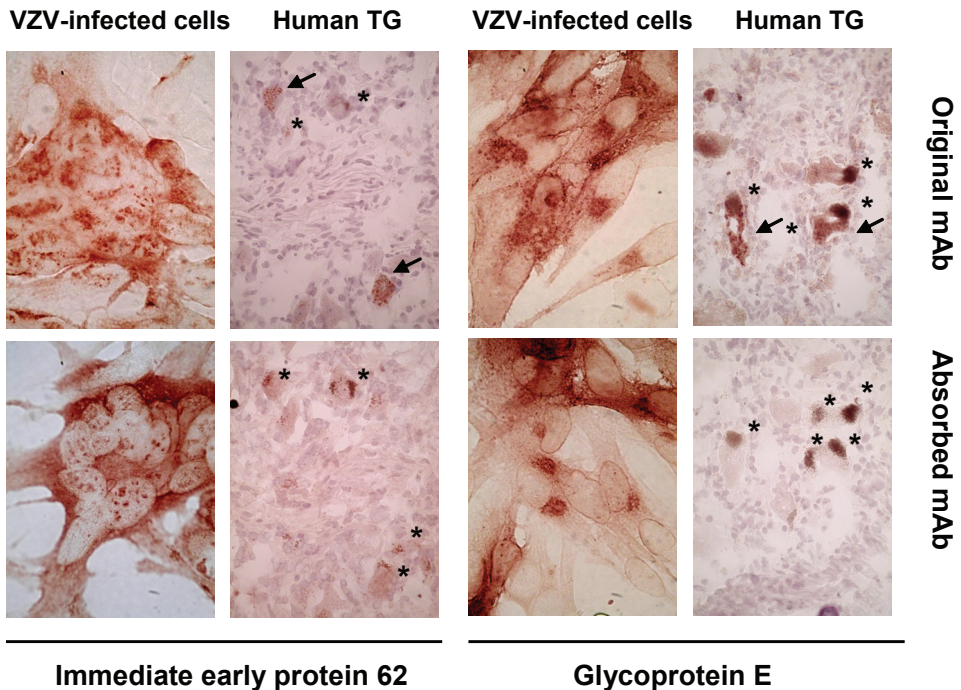 VZV-infected cells Human TG VZV-infected cells Human TG
* * * * * *
Original mAb
* * * * * * * * *
Absorbed mAb
Immediate early protein 62 Glycoprotein E